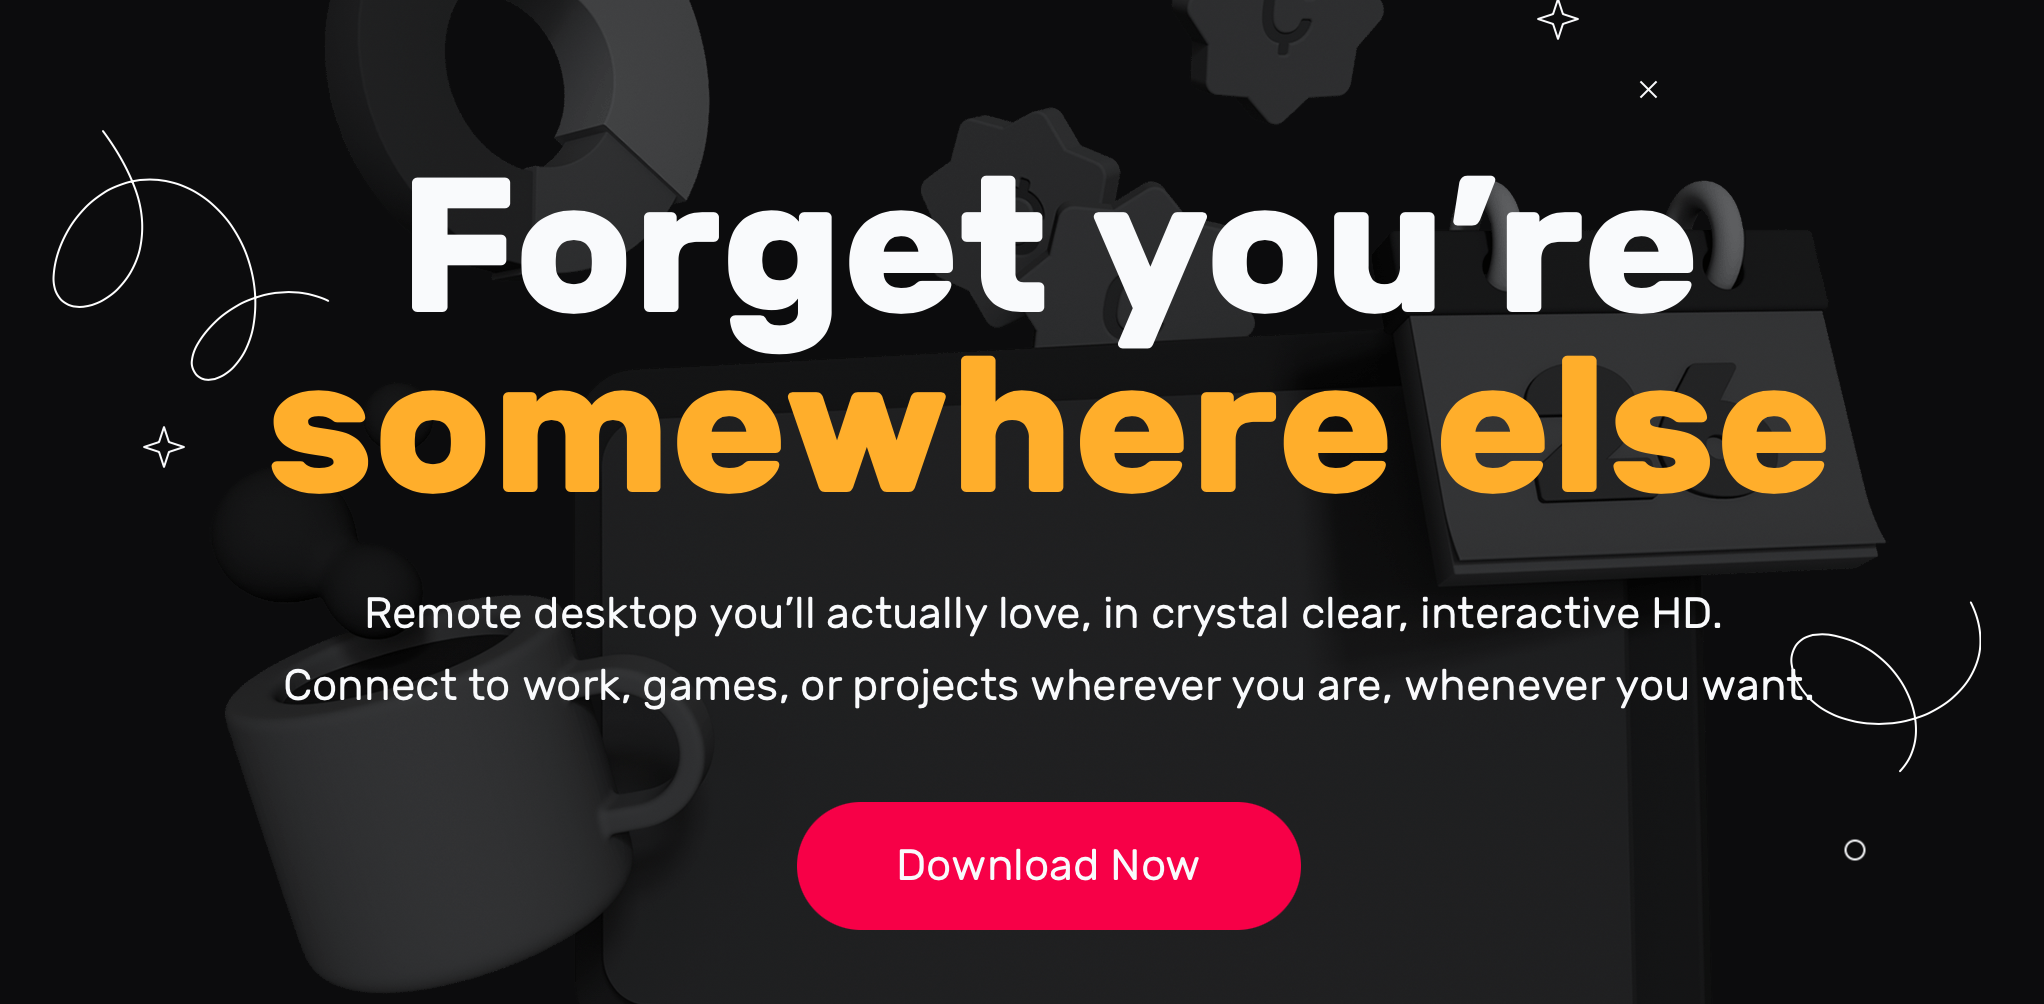 Forget you’re
somewhere else
26
Remote desktop you’ll actually love, in crystal clear, interactive HD.
Connect to work, games, or projects wherever you are, whenever you want.
Download Now